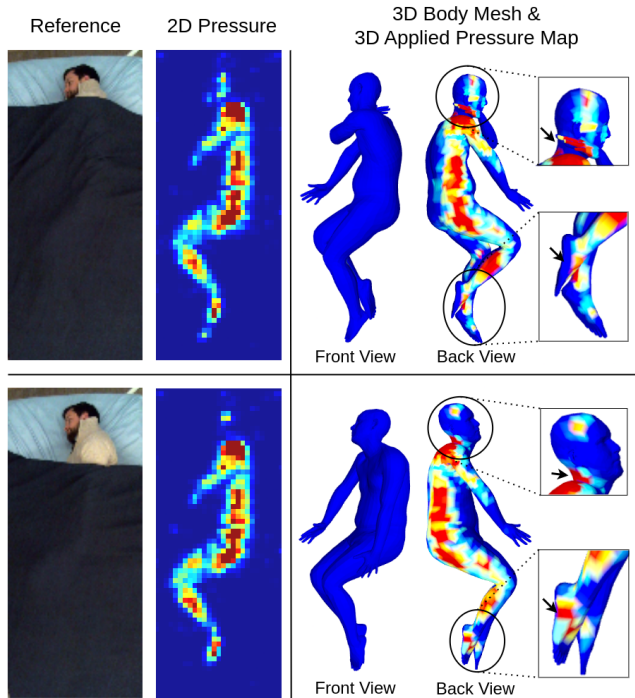 Reference
2D Pressure
3D Body Mesh &
3D Applied Pressure Map
Front View
Back View
Front View
Back View